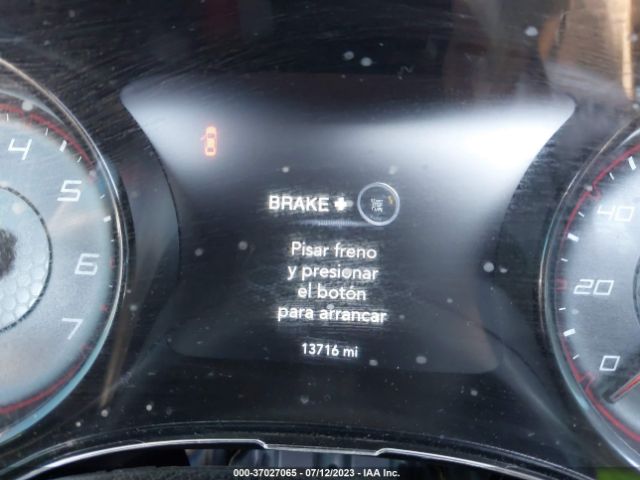 4
5
6
7
BRAKE +
Pisar freno
y presionar
el botón
para arrancar
13716 mi
40
20
0
000-37027065 - 07/12/2023 - IAA Inc.